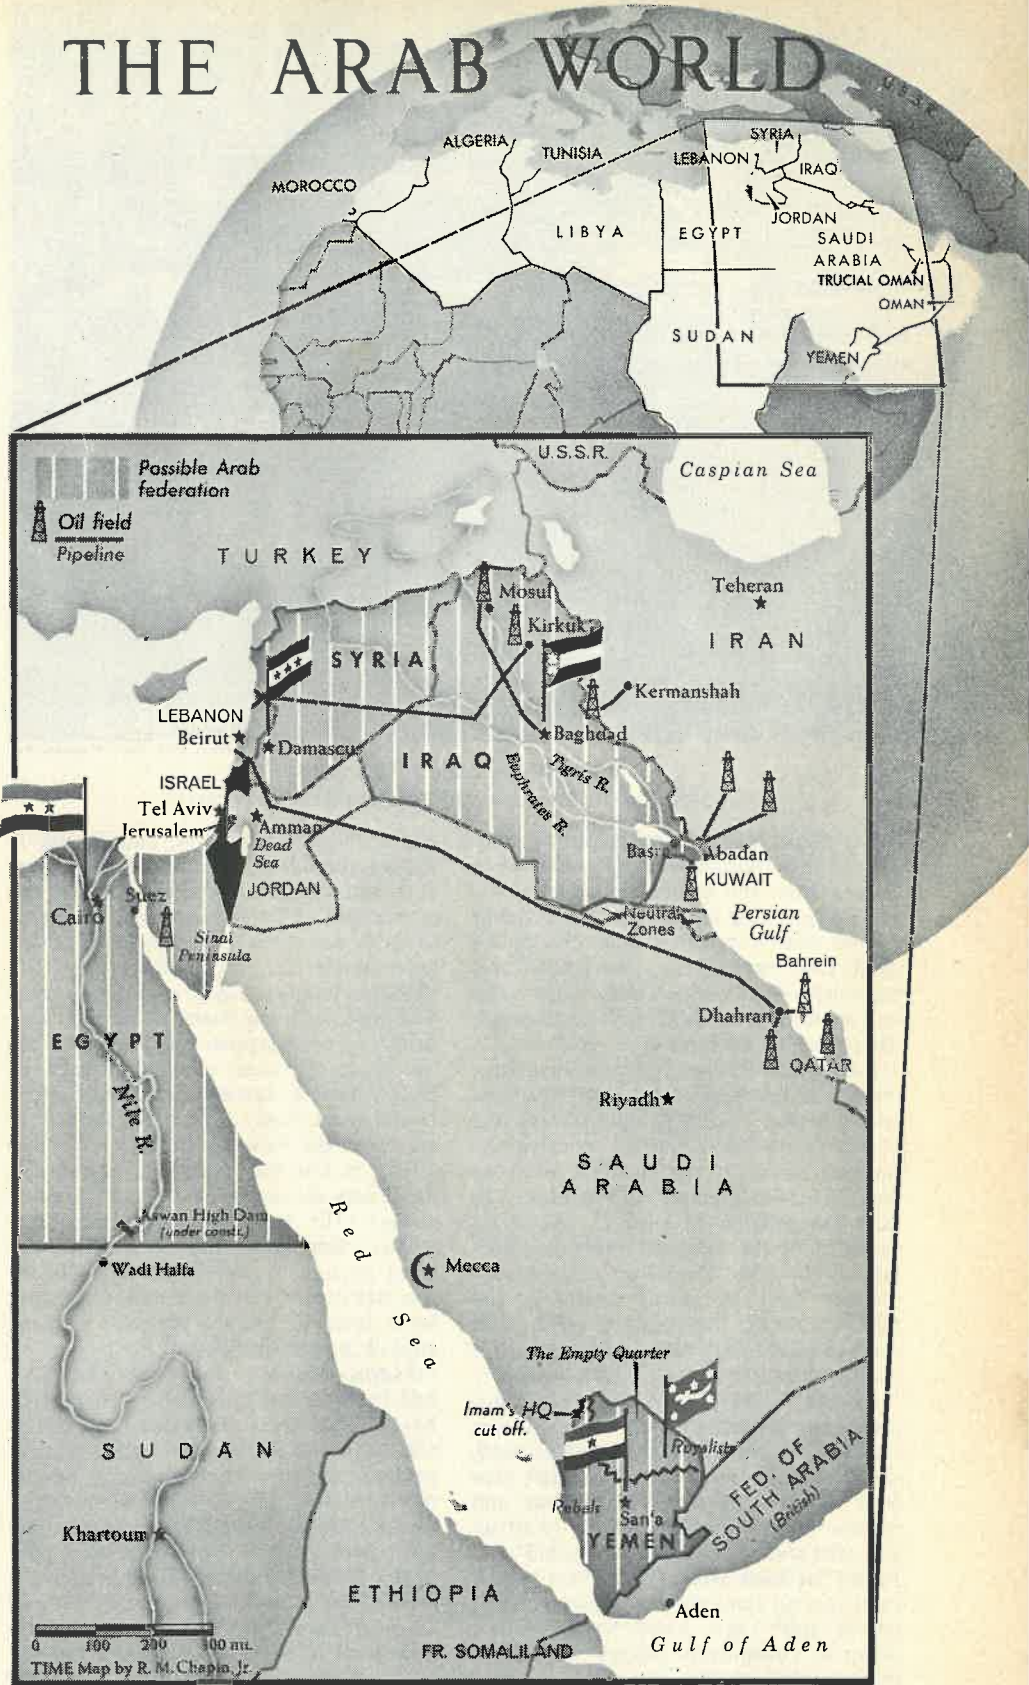 THE ARAB WORLD
U.S.S.R.
ALGERIA
TUNISIA
MOROCCO
LIBYA
EGYPT
SYRIA
LEBANON
IRAQ
JORDAN
SAUDI
ARABIA
TRUCIAL OMAN
OMAN
SUDAN
YEMEN
Possible Arab
federation
Oil field
Pipeline
U.S.S.R.
Caspian Sea
TURKEY
Mosul
Kirkuk
Teheran
IRAN
SYRIA
Kermanshah
LEBANON
Beirut
Damascus
Baghdad
IRAQ
Tigris R.
Euphrates R.
ISRAEL
Tel Aviv
Jerusalem
Amman
Dead
Sea
JORDAN
Basra
Abadan
KUWAIT
Neutral
Zones
Persian
Gulf
Cairo
Suez
Sinai
Peninsula
Bahrein
Dhahran
QATAR
EGYPT
Nile R.
Riyadh
SAUDI
ARABIA
Aswan High Dam
(under constr.)
Wadi Halfa
Red Sea
Mecca
The Empty Quarter
Imam's HQ
cut off.
Royalists
SUDAN
Rebels
San'a
YEMEN
FED. OF
SOUTH ARABIA
(British)
Khartoum
ETHIOPIA
Aden
Gulf of Aden
FR. SOMALILAND
0 100 200 300 mi.
TIME Map by R. M. Chapin, Jr.